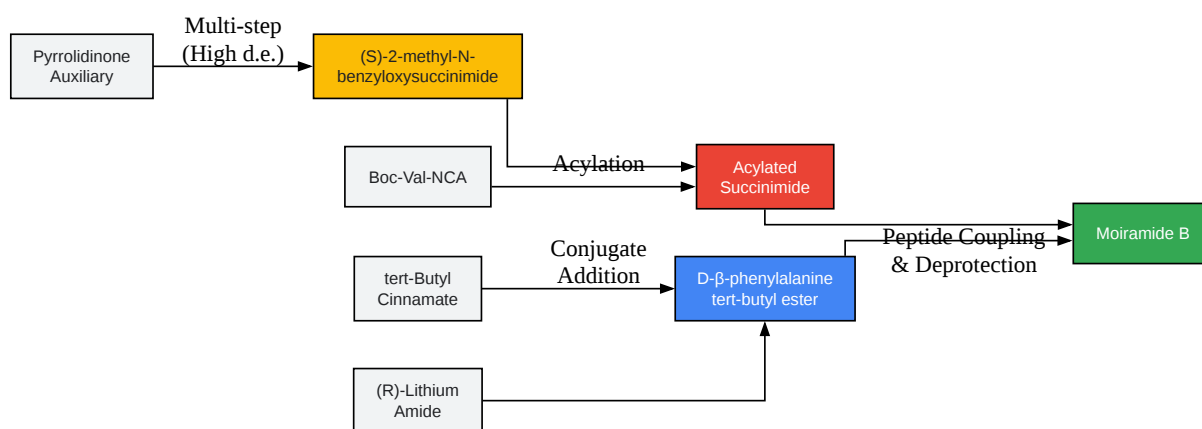 Multi-step
(High d.e.)
Pyrrolidinone
Auxiliary
(S)-2-methyl-N-
benzyloxysuccinimide
Boc-Val-NCA
Acylation
Acylated
Succinimide
Moiramide B
Peptide Coupling
& Deprotection
tert-Butyl
Cinnamate
Conjugate
Addition
D-β-phenylalanine
tert-butyl ester
(R)-Lithium
Amide